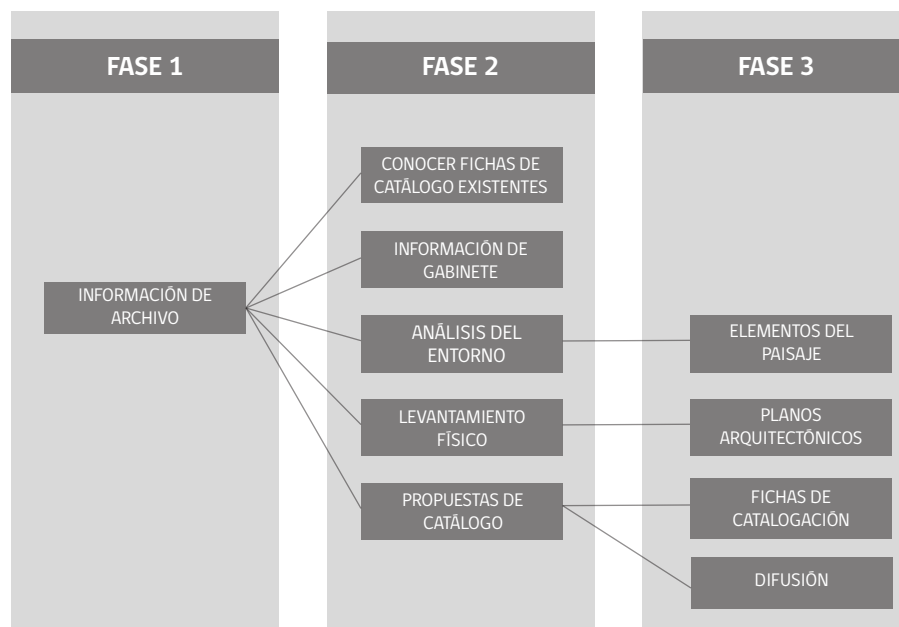 FASE 1
INFORMACIÓN DE
ARCHIVO
FASE 2
CONOCER FICHAS DE
CATÁLOGO EXISTENTES
INFORMACIÓN DE
GABINETE
ANÁLISIS DEL
ENTORNO
LEVANTAMIENTO
FÍSICO
PROPUESTAS DE
CATÁLOGO
FASE 3
ELEMENTOS DEL
PAISAJE
PLANOS
ARQUITECTÓNICOS
FICHAS DE
CATALOGACIÓN
DIFUSIÓN